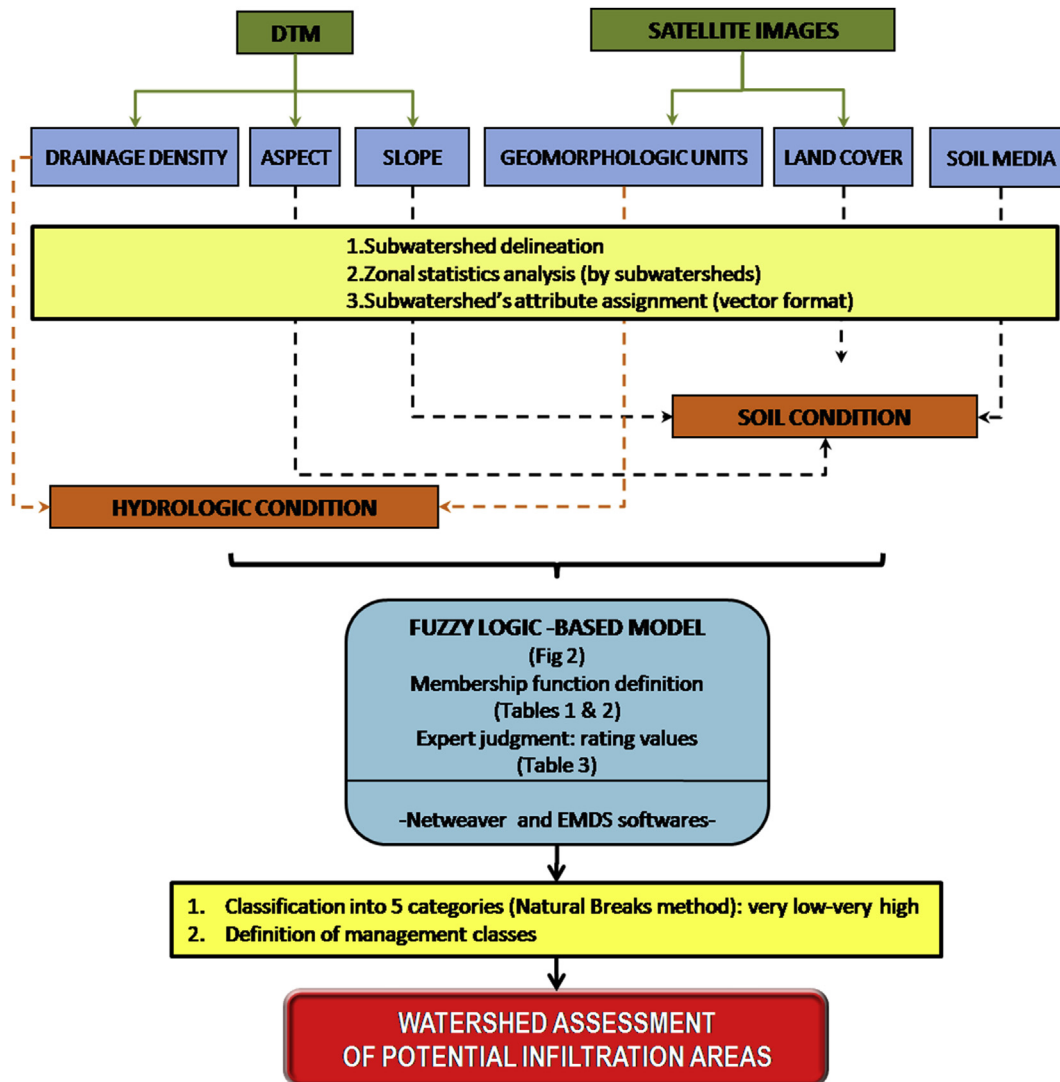 DTM
SATELLITE IMAGES
DRAINAGE DENSITY
ASPECT
SLOPE
GEOMORPHOLOGIC UNITS
LAND COVER
SOIL MEDIA
1.Subwatershed delineation
2.Zonal statistics analysis (by subwatersheds)
3.Subwatershed's attribute assignment (vector format)
SOIL CONDITION
HYDROLOGIC CONDITION
FUZZY LOGIC -BASED MODEL
(Fig 2)
Membership function definition
(Tables 1 & 2)
Expert judgment: rating values
(Table 3)
-Netweaver and EMDS softwares-
1. Classification into 5 categories (Natural Breaks method): very low-very high
2. Definition of management classes
WATERSHED ASSESSMENT
OF POTENTIAL INFILTRATION AREAS